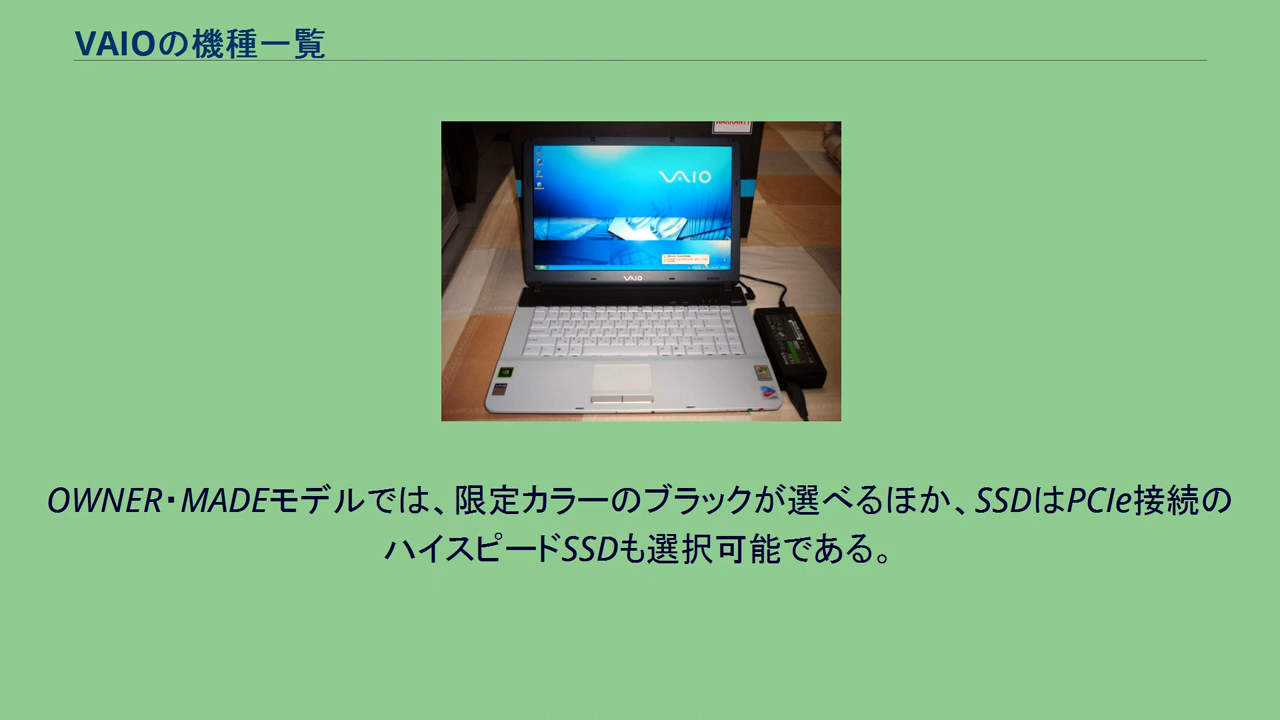 VAIOの機種一覧
VAIO
VAIO
OWNER・MADEモデルでは、限定カラーのブラックが選べるほか、SSDはPCIe接続の
ハイスピードSSDも選択可能である。